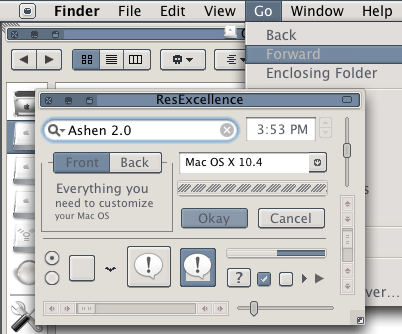 Finder File Edit View Go Window Help
Back
Forward
Enclosing Folder
ResExcellence
Ashen 2.0
3:53 PM
Front Back
Mac OS X 10.4
Everything you
need to customize
your Mac OS
Okay Cancel
?
ver...